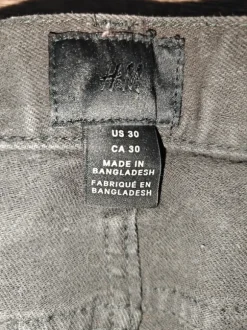 H&M
US 30
CA 30
MADE IN
BANGLADESH
FABRIQUÉ EN
BANGLADESH